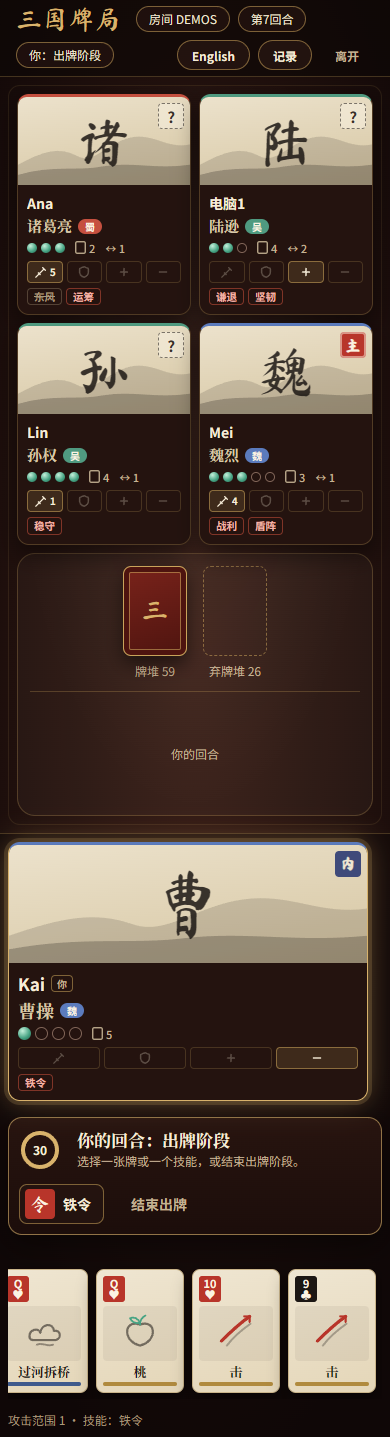 三国牌局 房间 DEMOS 第7回合
你: 出牌阶段 English 记录 离开
诸 ?
Ana
诸葛亮 蜀
2 ↔1
5
东风 运筹
陆 ?
电脑1
陆逊 吴
4 ↔2
+ −
谦退 坚韧
孙 ?
Lin
孙权 吴
4 ↔1
1 + −
稳守
魏 主
Mei
魏烈 魏
3 ↔1
4 + −
战利 盾阵
三
牌堆 59 弃牌堆 26
你的回合
曹 内
Kai 你
曹操 魏
5
+ −
铁令
30 你的回合: 出牌阶段
选择一张牌或一个技能，或结束出牌阶段。
令 铁令 结束出牌
Q♥ 过河拆桥
Q♥ 桃
10♥ 击
9♣ 击
攻击范围 1 · 技能: 铁令